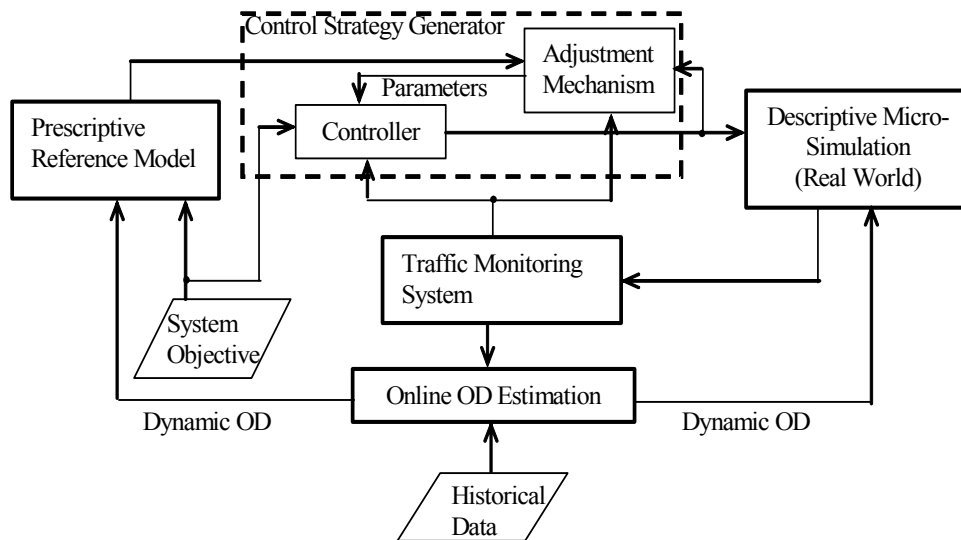 Control Strategy Generator
Adjustment
Mechanism
Parameters
Prescriptive
Reference Model
Controller
Descriptive Micro-
Simulation
(Real World)
Traffic Monitoring
System
System
Objective
Online OD Estimation
Dynamic OD
Dynamic OD
Historical
Data